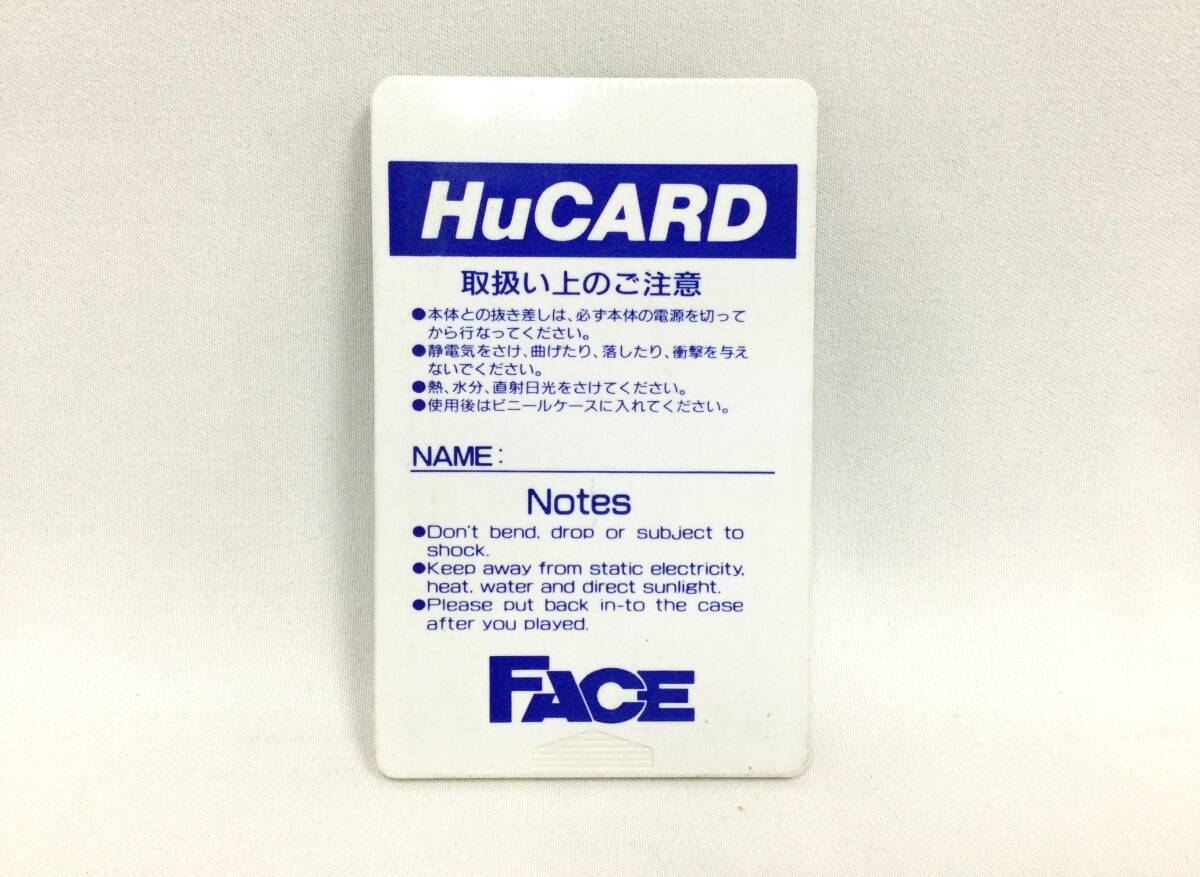 HuCARD
取扱い上のご注意
●本体との抜き差しは、必ず本体の電源を切って
から行なってください。
●静電気をさけ、曲げたり、落したり、衝撃を与え
ないでください。
●熱、水分、直射日光をさけてください。
●使用後はビニールケースに入れてください。
NAME:
Notes
●Don't bend, drop or subject to
shock.
●Keep away from static electricity,
heat, water and direct sunlight.
●Please put back in-to the case
after you played.
FACE